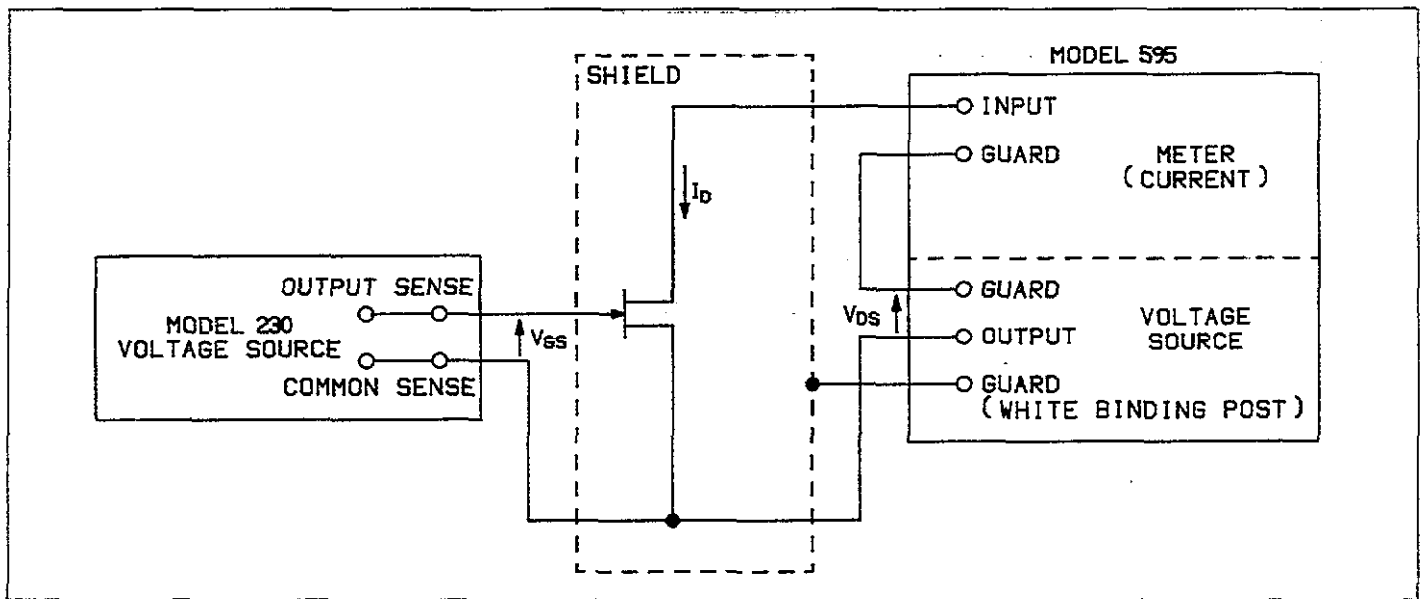 MODEL 595
SHIELD
INPUT
GUARD
METER
(CURRENT)
ID
OUTPUT SENSE
MODEL 230
VOLTAGE SOURCE
COMMON SENSE
VGS
VDS
GUARD
OUTPUT
VOLTAGE
SOURCE
GUARD
(WHITE BINDING POST)